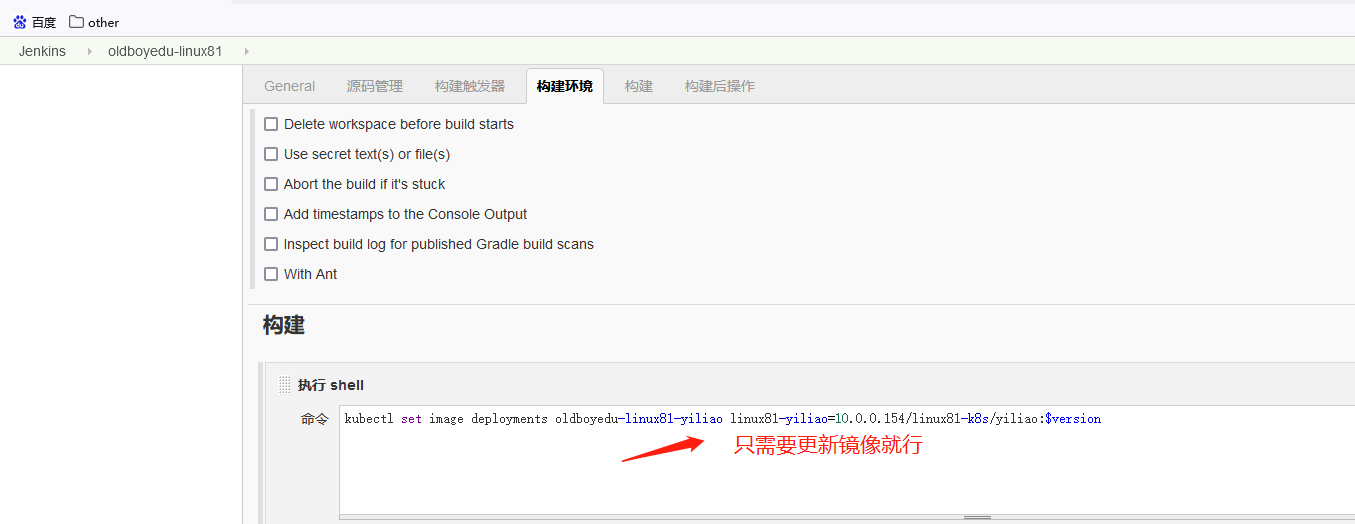 百度 other
Jenkins oldboyedu-linux81
General 源码管理 构建触发器 构建环境 构建 构建后操作
Delete workspace before build starts
Use secret text(s) or file(s)
Abort the build if it's stuck
Add timestamps to the Console Output
Inspect build log for published Gradle build scans
With Ant
构建
执行 shell
命令 kubectl set image deployments oldboyedu-linux81-yiliao linux81-yiliao=10.0.0.154/linux81-k8s/yiliao:$version
只需要更新镜像就行